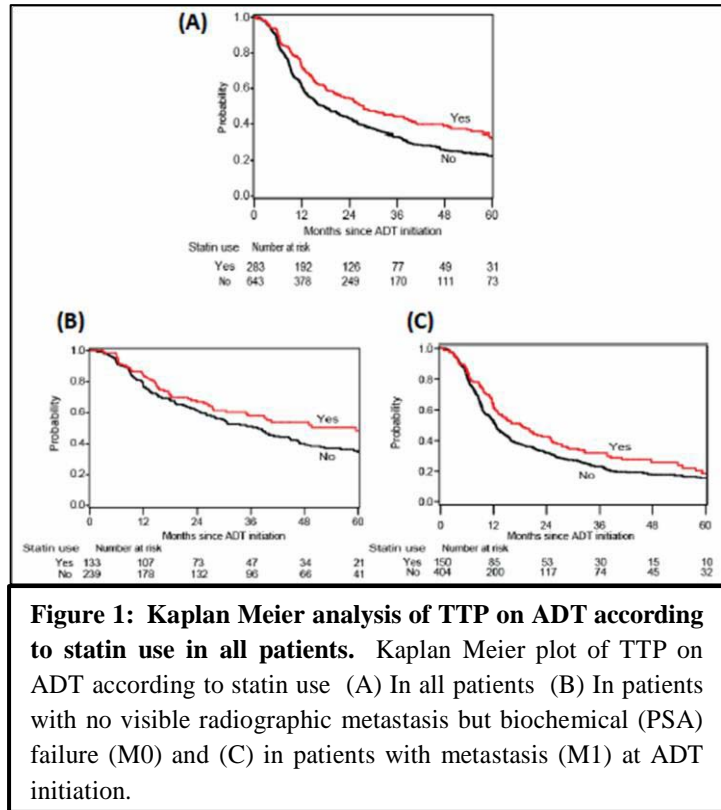 (A)
1.0
0.8
0.6
0.4
0.2
0.0
Probability
Yes
No
0 12 24 36 48 60
Months since ADT initiation
Statin use Number at risk
Yes 283 192 126 77 49 31
No 643 378 249 170 111 73
(B)
1.0
0.8
0.6
0.4
0.2
0.0
Probability
Yes
No
0 12 24 36 48 60
Months since ADT initiation
Statin use Number at risk
Yes 133 107 73 47 34 21
No 239 178 132 96 66 41
(C)
1.0
0.8
0.6
0.4
0.2
0.0
Probability
Yes
No
0 12 24 36 48 60
Months since ADT initiation
Statin use Number at risk
Yes 150 85 53 30 15 10
No 404 200 117 74 45 32
Figure 1: Kaplan Meier analysis of TTP on ADT according
to statin use in all patients. Kaplan Meier plot of TTP on
ADT according to statin use (A) In all patients (B) In patients
with no visible radiographic metastasis but biochemical (PSA)
failure (M0) and (C) in patients with metastasis (M1) at ADT
initiation.